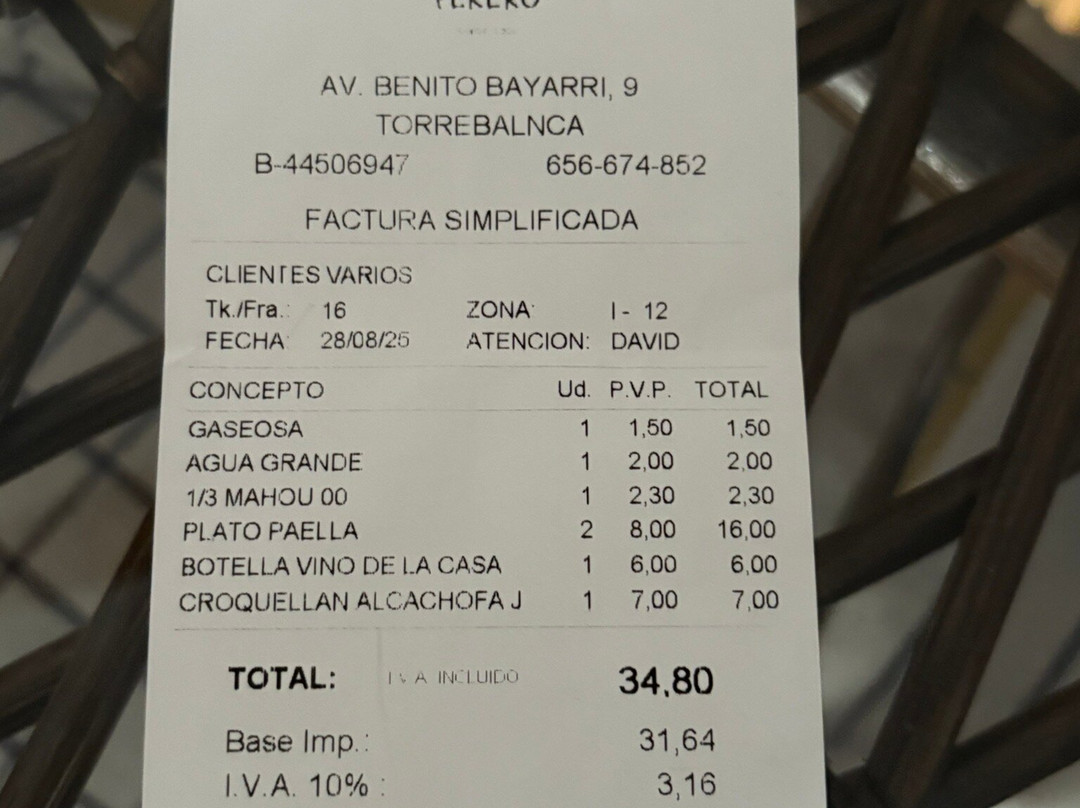 AV. BENITO BAYARRI, 9
TORREBALNCA
B-44506947 656-674-852
FACTURA SIMPLIFICADA
CLIENTES VARIOS
Tk./Fra.: 16 ZONA: I - 12
FECHA: 28/08/25 ATENCION: DAVID
CONCEPTO Ud. P.V.P. TOTAL
GASEOSA 1 1,50 1,50
AGUA GRANDE 1 2,00 2,00
1/3 MAHOU 00 1 2,30 2,30
PLATO PAELLA 2 8,00 16,00
BOTELLA VINO DE LA CASA 1 6,00 6,00
CROQUELLAN ALCACHOFA J 1 7,00 7,00
TOTAL: I.V.A. INCLUIDO 34,80
Base Imp.: 31,64
I.V.A. 10% : 3,16